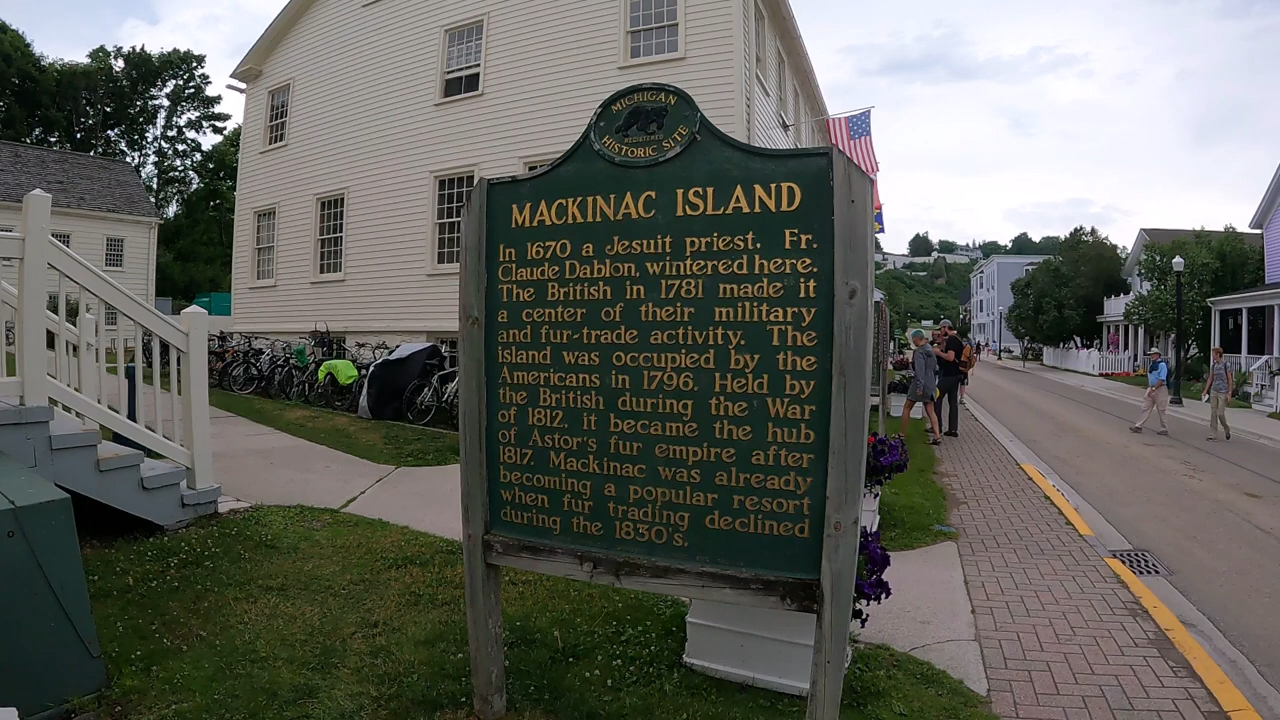 MICHIGAN
REGISTERED
HISTORIC SITE
MACKINAC ISLAND
In 1670 a Jesuit priest, Fr.
Claude Dablon, wintered here.
The British in 1781 made it
a center of their military
and fur-trade activity. The
island was occupied by the
Americans in 1796. Held by
the British during the War
of 1812, it became the hub
of Astor's fur empire after
1817. Mackinac was already
becoming a popular resort
when fur trading declined
during the 1830's.